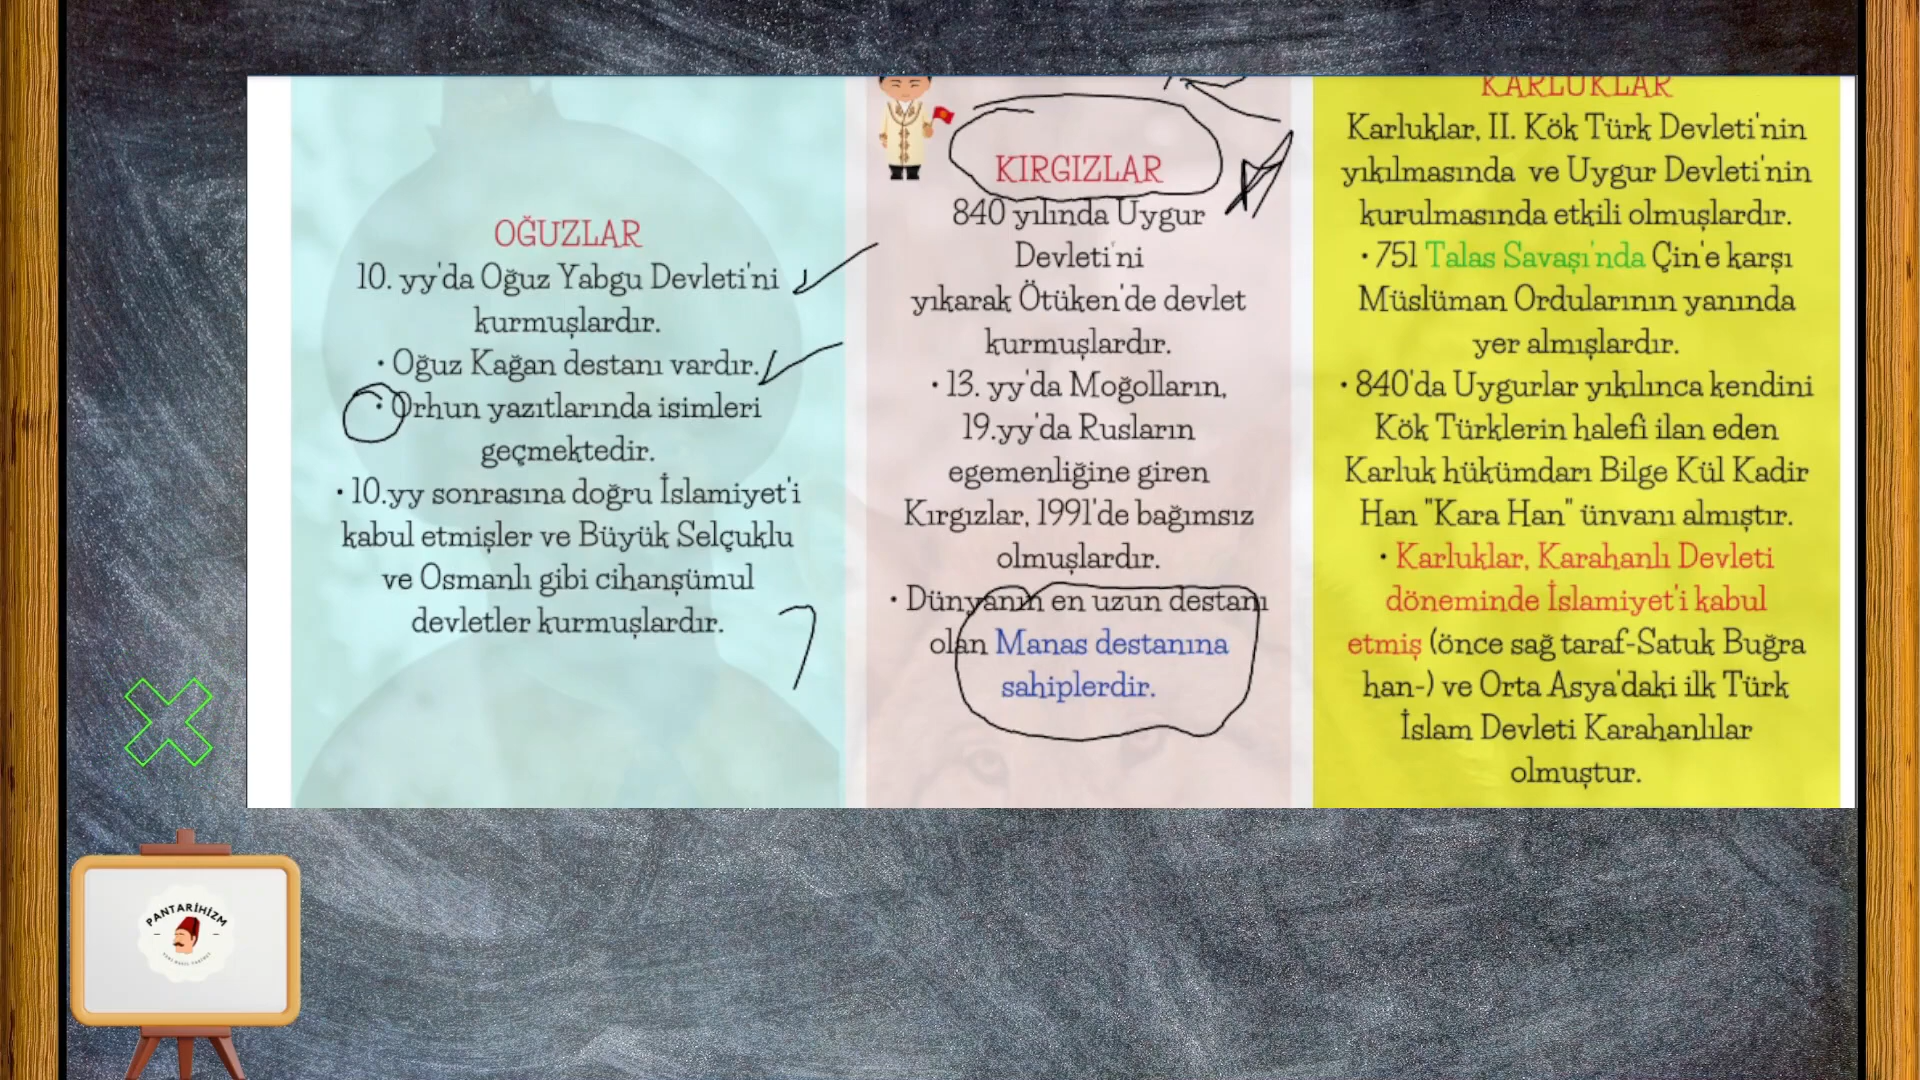 OĞUZLAR
10. yy'da Oğuz Yabgu Devleti'ni
kurmuşlardır.
• Oğuz Kağan destanı vardır.
• Orhun yazıtlarında isimleri
geçmektedir.
• 10.yy sonrasına doğru İslamiyet'i
kabul etmişler ve Büyük Selçuklu
ve Osmanlı gibi cihanşümul
devletler kurmuşlardır.
KIRGIZLAR
840 yılında Uygur
Devleti'ni
yıkarak Ötüken'de devlet
kurmuşlardır.
• 13. yy'da Moğolların,
19.yy'da Rusların
egemenliğine giren
Kırgızlar, 1991'de bağımsız
olmuşlardır.
• Dünyanın en uzun destanı
olan Manas destanına
sahiplerdir.
KARLUKLAR
Karluklar, II. Kök Türk Devleti'nin
yıkılmasında ve Uygur Devleti'nin
kurulmasında etkili olmuşlardır.
• 751 Talas Savaşı'nda Çin'e karşı
Müslüman Ordularının yanında
yer almışlardır.
• 840'da Uygurlar yıkılınca kendini
Kök Türklerin halefi ilan eden
Karluk hükümdarı Bilge Kül Kadir
Han "Kara Han" ünvanı almıştır.
• Karluklar, Karahanlı Devleti
döneminde İslamiyet'i kabul
etmiş (önce sağ taraf-Satuk Buğra
han-) ve Orta Asya'daki ilk Türk
İslam Devleti Karahanlılar
olmuştur.
PANTARİHİZM